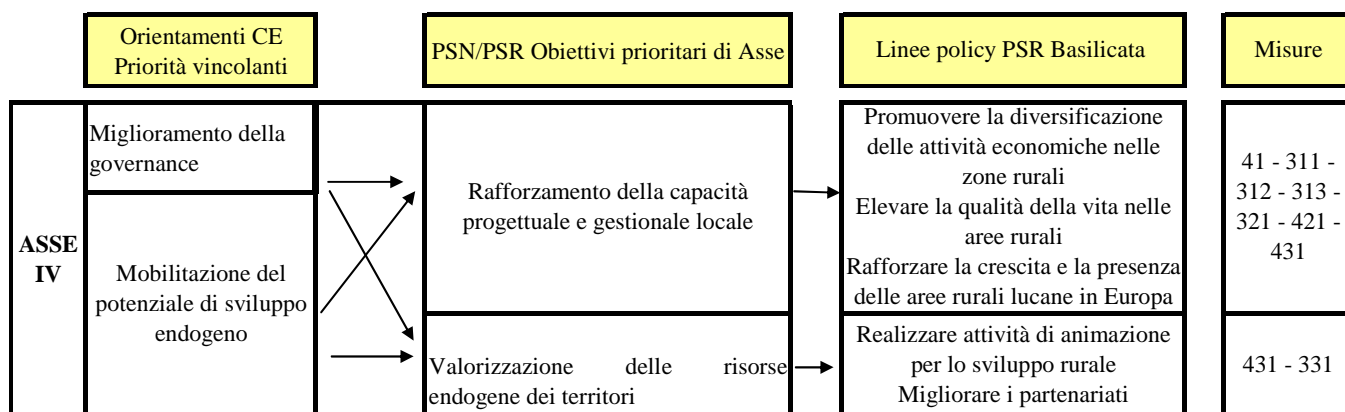 Orientamenti CE
Priorità vincolanti
PSN/PSR Obiettivi prioritari di Asse
Linee policy PSR Basilicata
Misure
ASSE
IV
Miglioramento della
governance
Mobilitazione del
potenziale di sviluppo
endogeno
Rafforzamento della capacità
progettuale e gestionale locale
Valorizzazione delle risorse
endogene dei territori
Promuovere la diversificazione
delle attività economiche nelle
zone rurali
Elevare la qualità della vita nelle
aree rurali
Rafforzare la crescita e la presenza
delle aree rurali lucane in Europa
Realizzare attività di animazione
per lo sviluppo rurale
Migliorare i partenariati
41 - 311 -
312 - 313 -
321 - 421 -
431
431 - 331